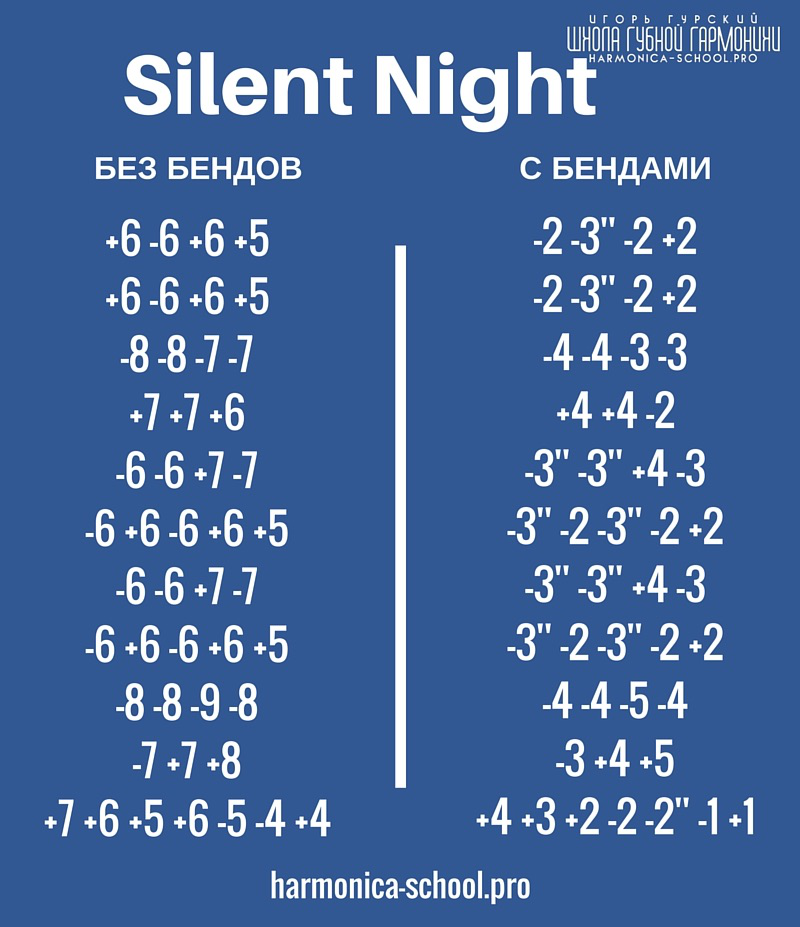 ИГОРЬ ГУРСКИЙ
ШКОЛА ГУБНОЙ ГАРМОНИКИ
HARMONICA-SCHOOL.PRO
Silent Night
БЕЗ БЕНДОВ
+6 -6 +6 +5
+6 -6 +6 +5
-8 -8 -7 -7
+7 +7 +6
-6 -6 +7 -7
-6 +6 -6 +6 +5
-6 -6 +7 -7
-6 +6 -6 +6 +5
-8 -8 -9 -8
-7 +7 +8
+7 +6 +5 +6 -5 -4 +4
С БЕНДАМИ
-2 -3" -2 +2
-2 -3" -2 +2
-4 -4 -3 -3
+4 +4 -2
-3" -3" +4 -3
-3" -2 -3" -2 +2
-3" -3" +4 -3
-3" -2 -3" -2 +2
-4 -4 -5 -4
-3 +4 +5
+4 +3 +2 -2 -2" -1 +1
harmonica-school.pro